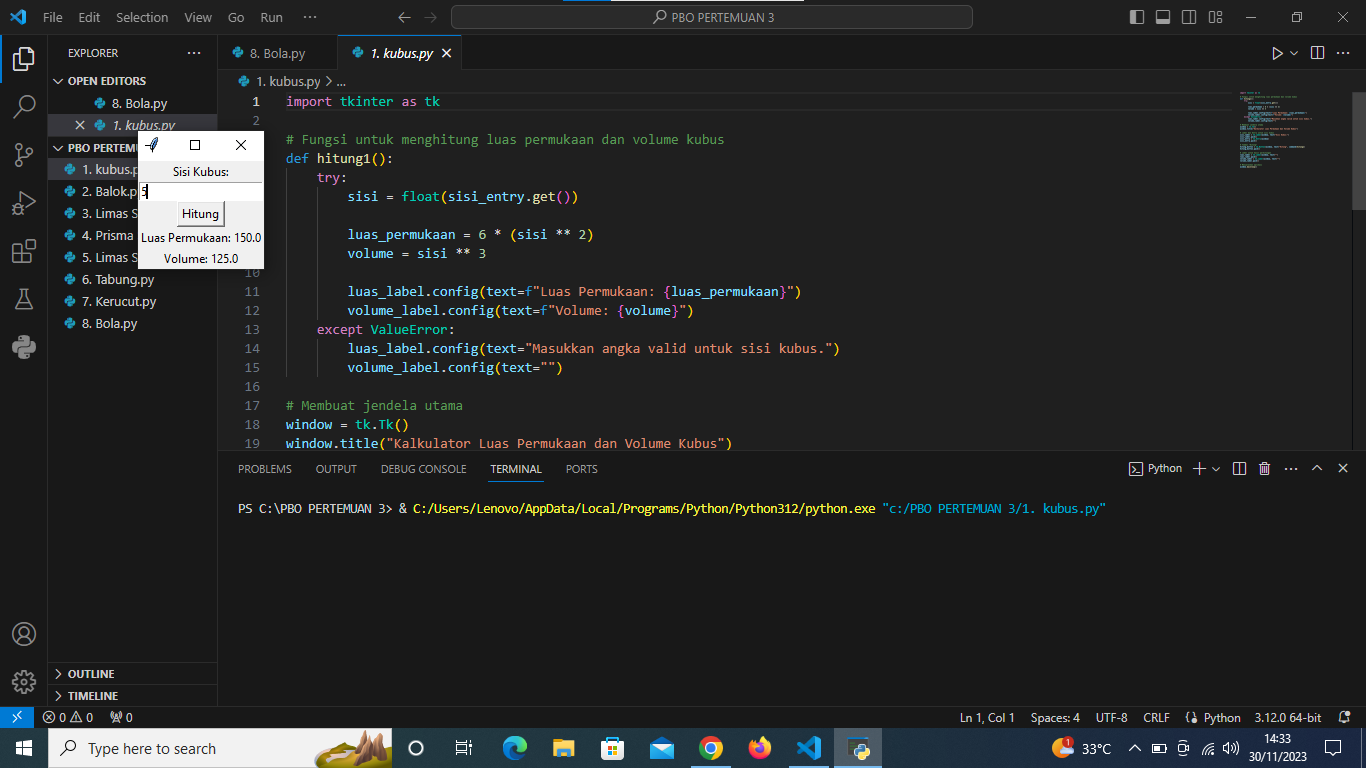 File Edit Selection View Go Run ···
PBO PERTEMUAN 3
EXPLORER
OPEN EDITORS
8. Bola.py
1. kubus.py
PBO PERTEMU
1. kubus.p
2. Balok.p
3. Limas S
4. Prisma
5. Limas S
6. Tabung.py
7. Kerucut.py
8. Bola.py
OUTLINE
TIMELINE
Sisi Kubus:
5
Hitung
Luas Permukaan: 150.0
Volume: 125.0
8. Bola.py 1. kubus.py
1. kubus.py > ...
1 import tkinter as tk
2
# Fungsi untuk menghitung luas permukaan dan volume kubus
def hitung1():
try:
sisi = float(sisi_entry.get())
luas_permukaan = 6 * (sisi ** 2)
volume = sisi ** 3
10
11 luas_label.config(text=f"Luas Permukaan: {luas_permukaan}")
12 volume_label.config(text=f"Volume: {volume}")
13 except ValueError:
14 luas_label.config(text="Masukkan angka valid untuk sisi kubus.")
15 volume_label.config(text="")
16
17 # Membuat jendela utama
18 window = tk.Tk()
19 window.title("Kalkulator Luas Permukaan dan Volume Kubus")
PROBLEMS OUTPUT DEBUG CONSOLE TERMINAL PORTS
Python
PS C:\PBO PERTEMUAN 3> & C:/Users/Lenovo/AppData/Local/Programs/Python/Python312/python.exe "c:/PBO PERTEMUAN 3/1. kubus.py"
0 0 0
Ln 1, Col 1 Spaces: 4 UTF-8 CRLF Python 3.12.0 64-bit
Type here to search
1 33°C
14:33
30/11/2023